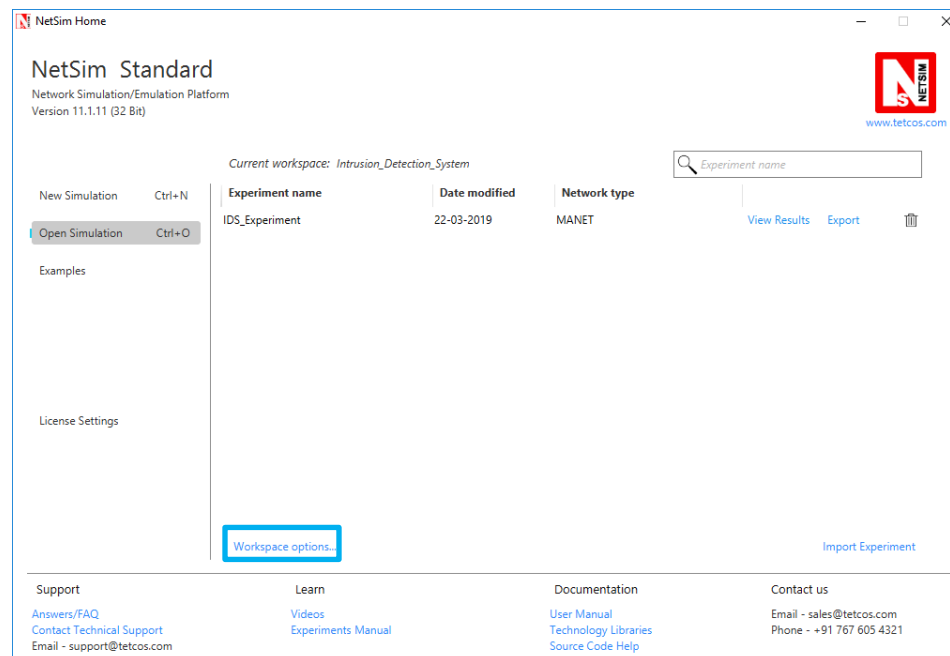 NetSim Home
NetSim Standard
Network Simulation/Emulation Platform
Version 11.1.11 (32 Bit)
N
S
NETSIM
www.tetcos.com
Current workspace: Intrusion_Detection_System
Experiment name
New Simulation Ctrl+N
Open Simulation Ctrl+O
Examples
License Settings
Experiment name Date modified Network type
IDS_Experiment 22-03-2019 MANET View Results Export
Workspace options...
Import Experiment
Support
Answers/FAQ
Contact Technical Support
Email - support@tetcos.com
Learn
Videos
Experiments Manual
Documentation
User Manual
Technology Libraries
Source Code Help
Contact us
Email - sales@tetcos.com
Phone - +91 767 605 4321